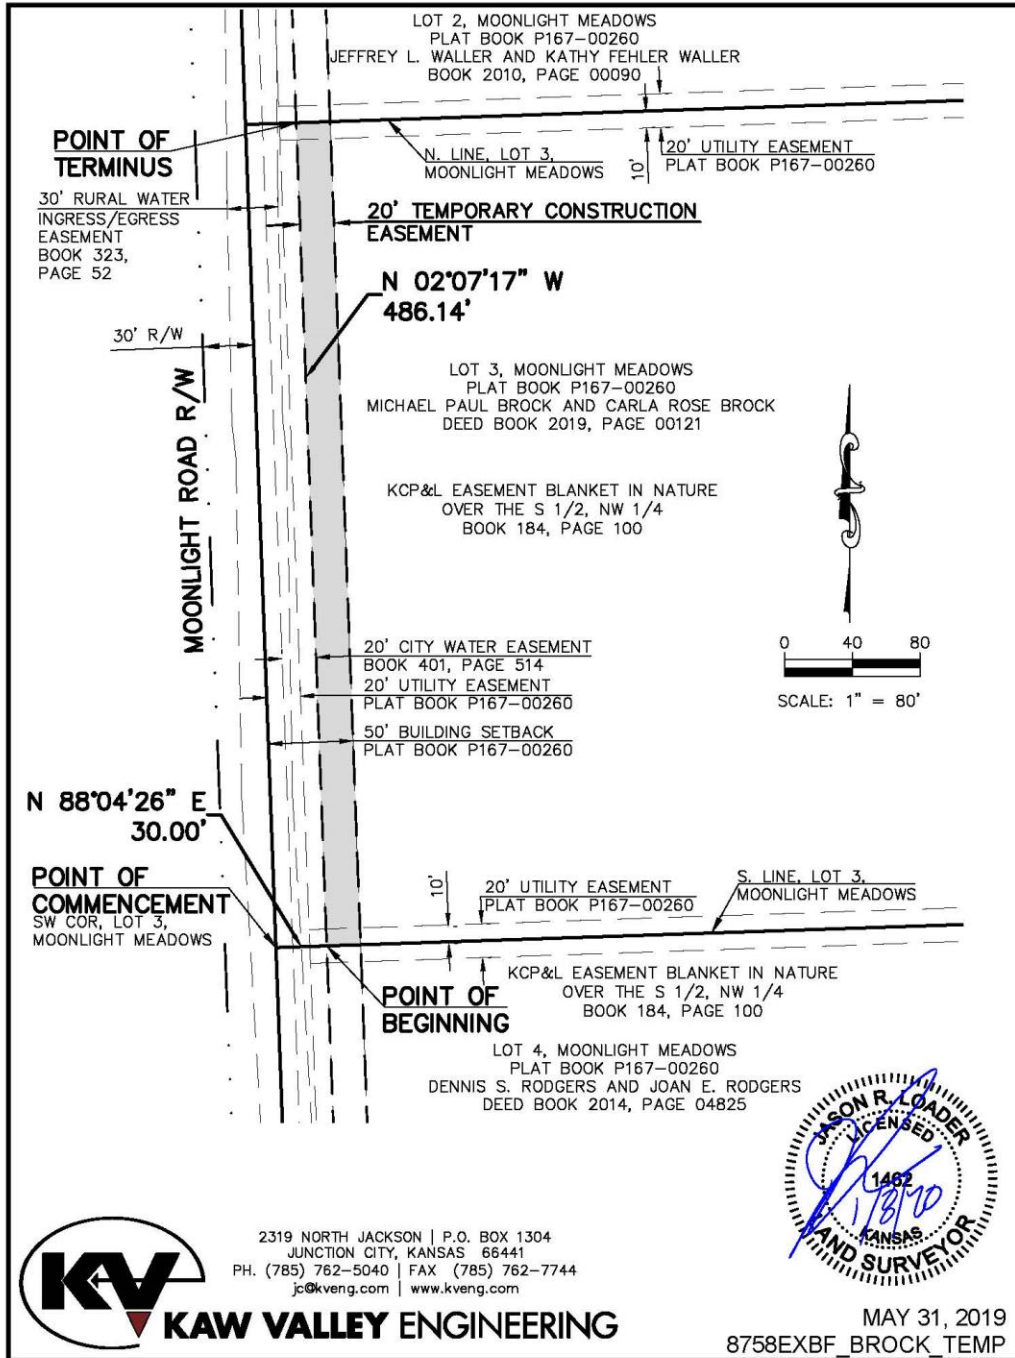 LOT 2, MOONLIGHT MEADOWS
PLAT BOOK P167-00260
JEFFREY L. WALLER AND KATHY FEHLER WALLER
BOOK 2010, PAGE 00090
POINT OF
TERMINUS
N. LINE, LOT 3,
MOONLIGHT MEADOWS
10'
20' UTILITY EASEMENT
PLAT BOOK P167-00260
30' RURAL WATER
INGRESS/EGRESS
EASEMENT
BOOK 323,
PAGE 52
20' TEMPORARY CONSTRUCTION
EASEMENT
N 02°07'17" W
486.14'
30' R/W
MOONLIGHT ROAD R/W
LOT 3, MOONLIGHT MEADOWS
PLAT BOOK P167-00260
MICHAEL PAUL BROCK AND CARLA ROSE BROCK
DEED BOOK 2019, PAGE 00121
KCP&L EASEMENT BLANKET IN NATURE
OVER THE S 1/2, NW 1/4
BOOK 184, PAGE 100
0 40 80
SCALE: 1" = 80'
20' CITY WATER EASEMENT
BOOK 401, PAGE 514
20' UTILITY EASEMENT
PLAT BOOK P167-00260
50' BUILDING SETBACK
PLAT BOOK P167-00260
N 88°04'26" E
30.00'
POINT OF
COMMENCEMENT
SW COR, LOT 3,
MOONLIGHT MEADOWS
10'
20' UTILITY EASEMENT
PLAT BOOK P167-00260
S. LINE, LOT 3,
MOONLIGHT MEADOWS
POINT OF
BEGINNING
KCP&L EASEMENT BLANKET IN NATURE
OVER THE S 1/2, NW 1/4
BOOK 184, PAGE 100
LOT 4, MOONLIGHT MEADOWS
PLAT BOOK P167-00260
DENNIS S. RODGERS AND JOAN E. RODGERS
DEED BOOK 2014, PAGE 04825
JASON R. LOADER
LICENSED
1462
1/8/20
KANSAS
LAND SURVEYOR
KV
2319 NORTH JACKSON | P.O. BOX 1304
JUNCTION CITY, KANSAS 66441
PH. (785) 762-5040 | FAX (785) 762-7744
jc@kveng.com | www.kveng.com
KAW VALLEY ENGINEERING
MAY 31, 2019
8758EXBF_BROCK_TEMP